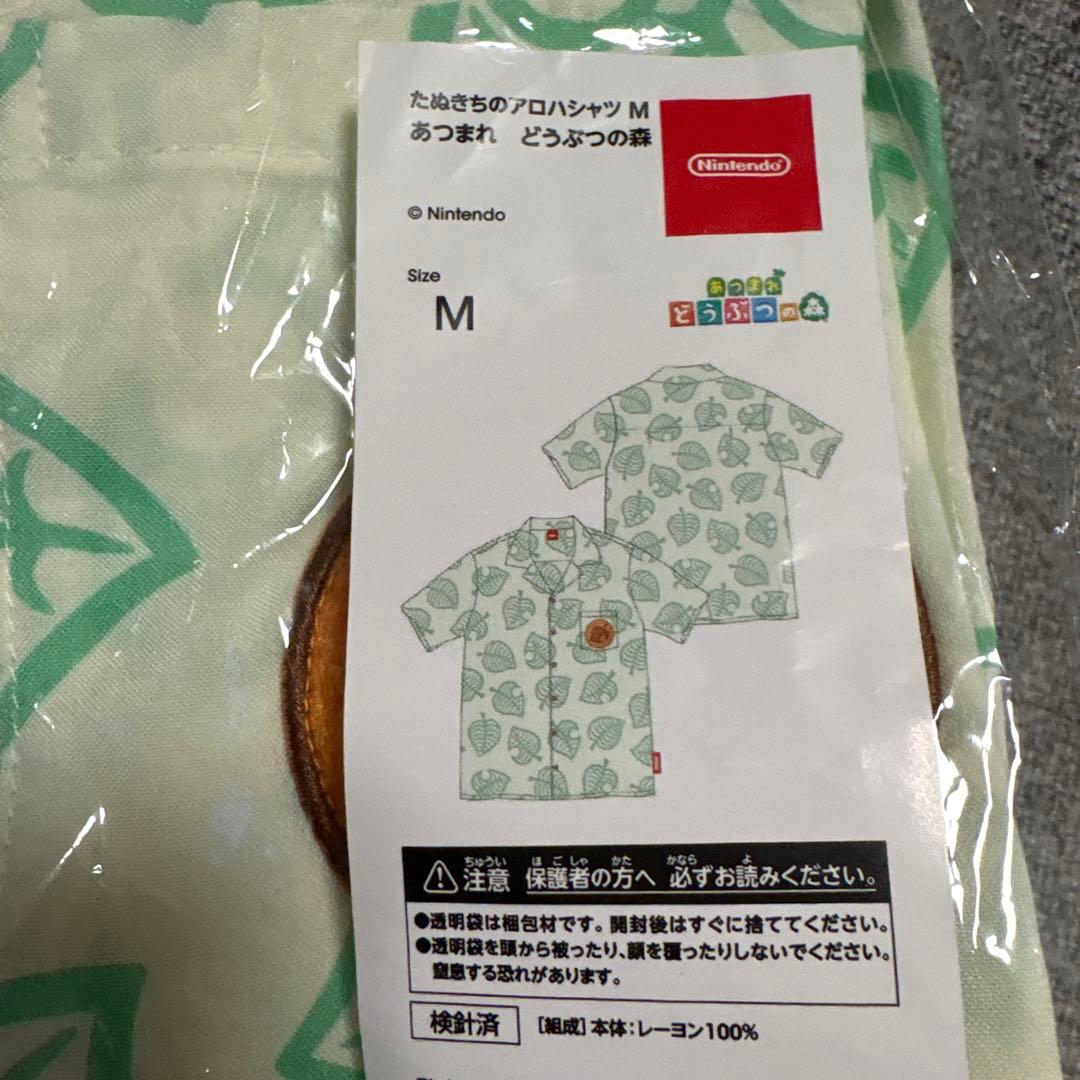 たぬきちのアロハシャツ M
あつまれ どうぶつの森
Nintendo
© Nintendo
Size
M
あつまれ
どうぶつの森
ちゅうい ほごしゃ かた かなら よ
注意 保護者の方へ 必ずお読みください。
●透明袋は梱包材です。開封後はすぐに捨ててください。
●透明袋を頭から被ったり、顔を覆ったりしないでください。
窒息する恐れがあります。
検針済 [組成]本体:レーヨン100%